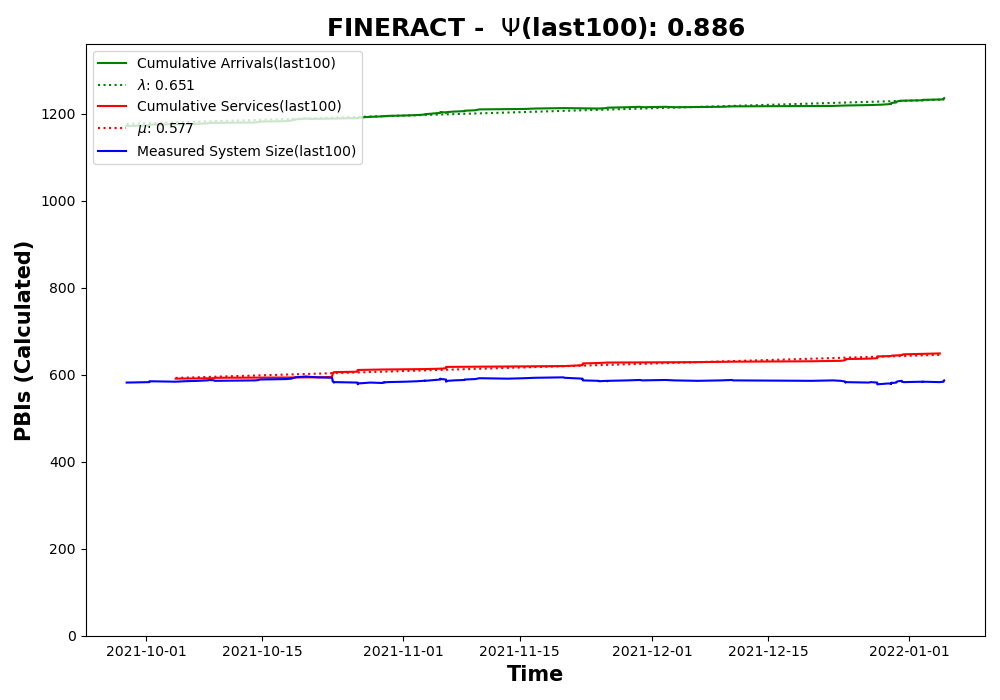 FINERACT - Ψ(last100): 0.886
Cumulative Arrivals(last100)
λ: 0.651
Cumulative Services(last100)
μ: 0.577
Measured System Size(last100)
PBIs (Calculated)
1200
1000
800
600
400
200
0
2021-10-01 2021-10-15 2021-11-01 2021-11-15 2021-12-01 2021-12-15 2022-01-01
Time